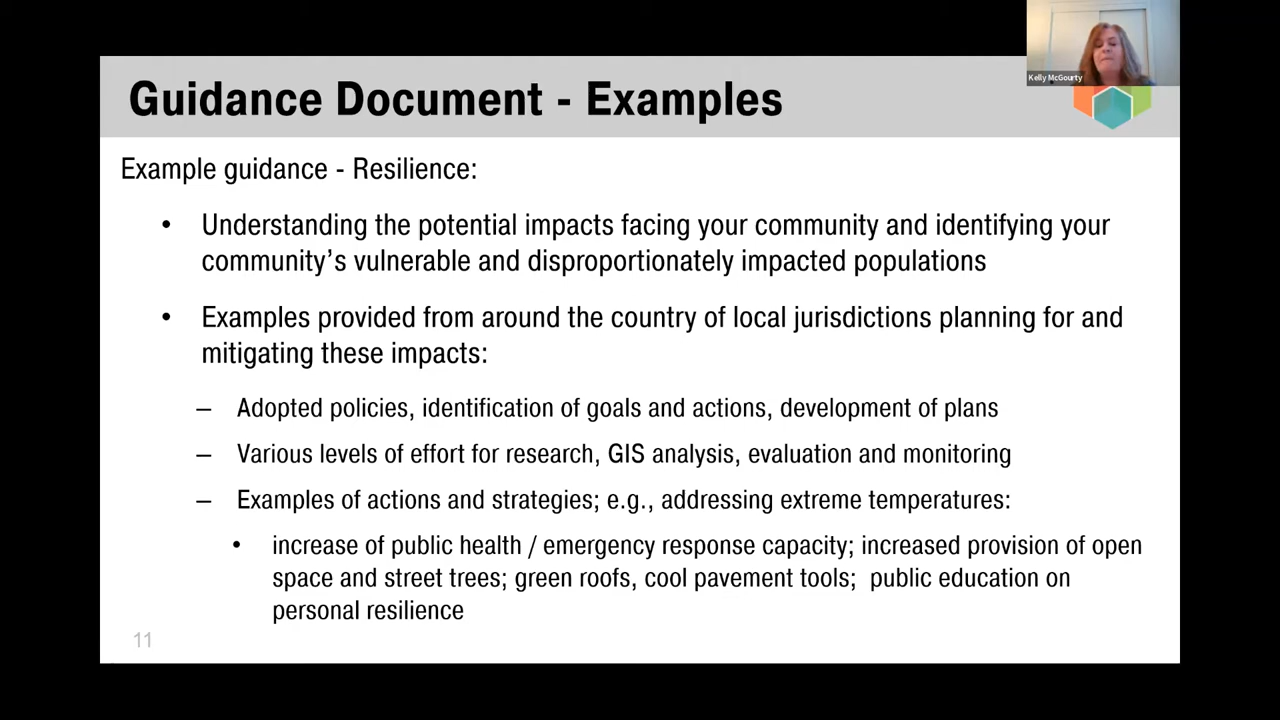 Kelly McGourty
Guidance Document - Examples
Example guidance - Resilience:
• Understanding the potential impacts facing your community and identifying your
community’s vulnerable and disproportionately impacted populations
• Examples provided from around the country of local jurisdictions planning for and
mitigating these impacts:
– Adopted policies, identification of goals and actions, development of plans
– Various levels of effort for research, GIS analysis, evaluation and monitoring
– Examples of actions and strategies; e.g., addressing extreme temperatures:
• increase of public health / emergency response capacity; increased provision of open
space and street trees; green roofs, cool pavement tools;  public education on
personal resilience
11